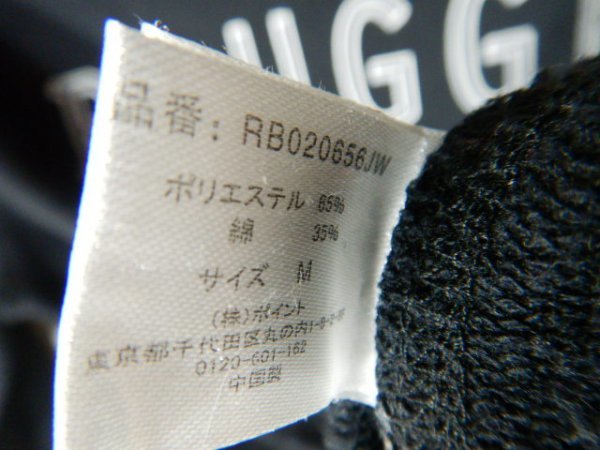 UGG
品番: RB020656JW
ポリエステル 65%
綿 35%
サイズ M
(株)ポイント
東京都千代田区丸の内
0120-601-162
中国製